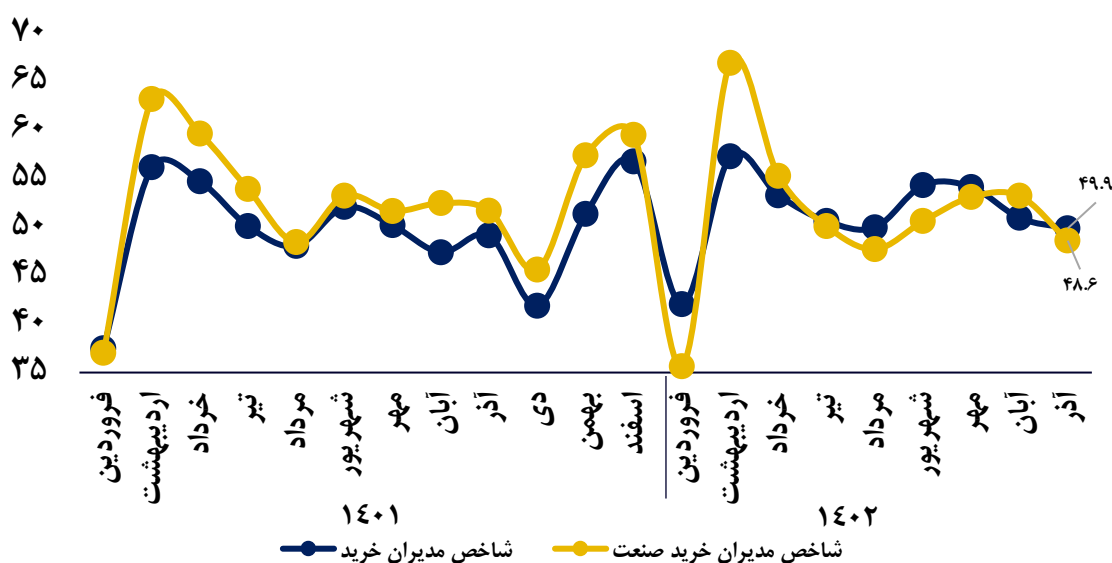 ۷۰
۶۵
۶۰
۵۵
۵۰
۴۵
۴۰
۳۵
۴۹.۹
۴۸.۶
فروردین
اردیبهشت
خرداد
تیر
مرداد
شهریور
مهر
آبان
آذر
دی
بهمن
اسفند
فروردین
اردیبهشت
خرداد
تیر
مرداد
شهریور
مهر
آبان
آذر
١٤٠١
١٤٠٢
شاخص مدیران خرید
شاخص مدیران خرید صنعت